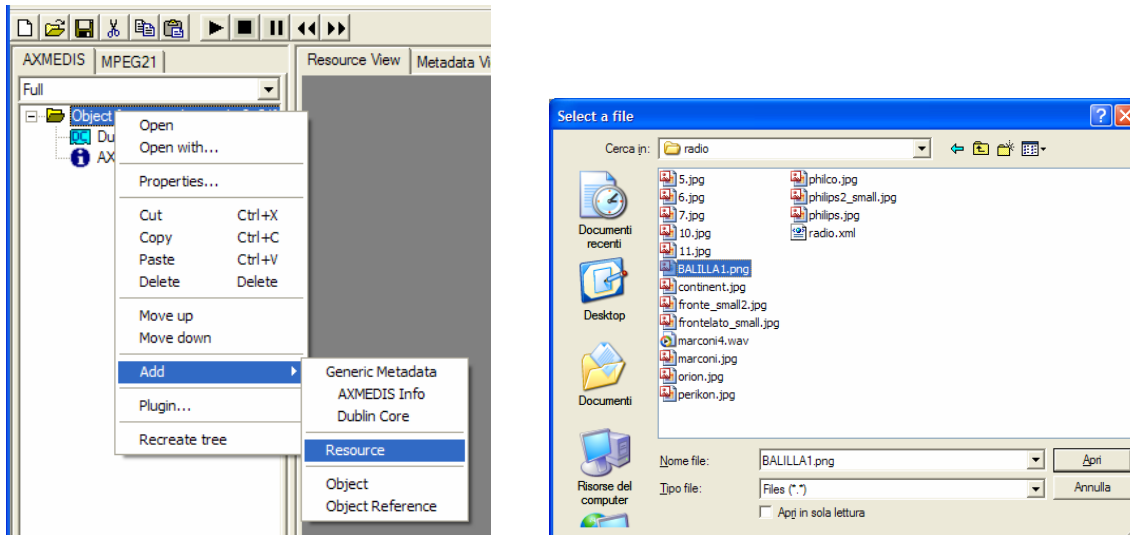 AXMEDIS MPEG21
Resource View Metadata Vi
Full
Object
Du
AX
Open
Open with...
Properties...
Cut Ctrl+X
Copy Ctrl+C
Paste Ctrl+V
Delete Delete
Move up
Move down
Add
Plugin...
Recreate tree
Generic Metadata
AXMEDIS Info
Dublin Core
Resource
Object
Object Reference
Select a file
Cerca in: radio
Documenti recenti
Desktop
Documenti
Risorse del computer
5.jpg
6.jpg
7.jpg
10.jpg
11.jpg
BALILLA1.png
continent.jpg
fronte_small2.jpg
frontelato_small.jpg
marconi4.wav
marconi.jpg
orion.jpg
perikon.jpg
philco.jpg
philips2_small.jpg
philips.jpg
radio.xml
Nome file: BALILLA1.png Apri
Tipo file: Files (*.*) Annulla
Apri in sola lettura